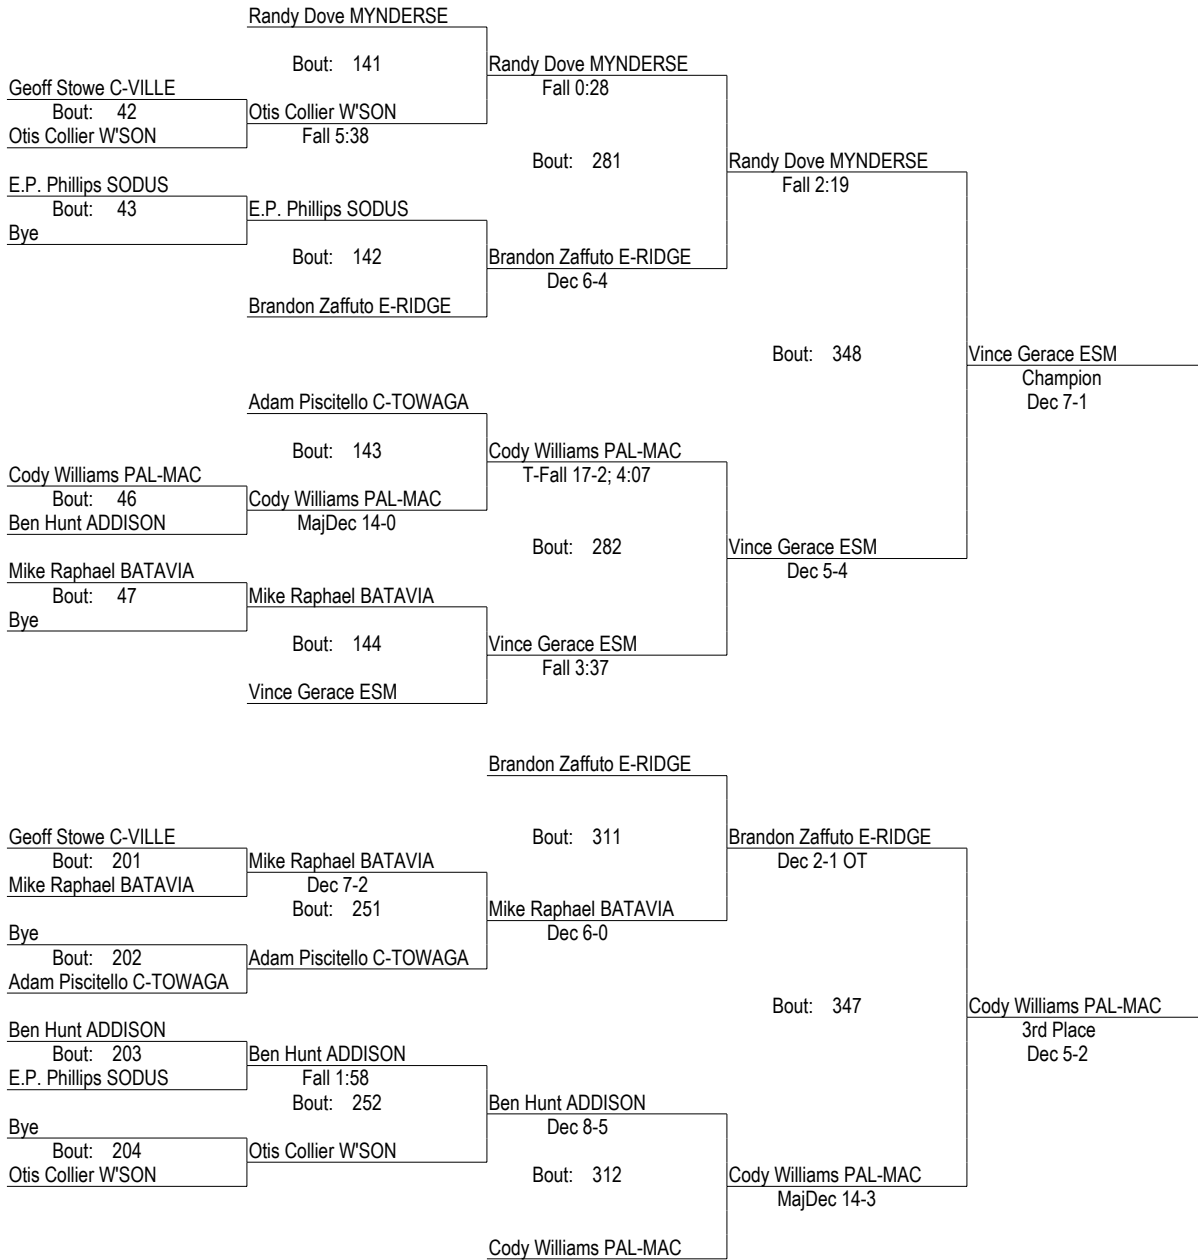 Randy Dove MYNDERSE
Bout: 141
Randy Dove MYNDERSE
Geoff Stowe C-VILLE
Fall 0:28
Bout: 42
Otis Collier W'SON
Otis Collier W'SON
Fall 5:38
Bout: 281
Randy Dove MYNDERSE
E.P. Phillips SODUS
Fall 2:19
Bout: 43
E.P. Phillips SODUS
Bye
Bout: 142
Brandon Zaffuto E-RIDGE
Dec 6-4
Brandon Zaffuto E-RIDGE
Bout: 348
Vince Gerace ESM
Champion
Adam Piscitello C-TOWAGA
Dec 7-1
Bout: 143
Cody Williams PAL-MAC
Cody Williams PAL-MAC
T-Fall 17-2; 4:07
Bout: 46
Cody Williams PAL-MAC
Ben Hunt ADDISON
MajDec 14-0
Bout: 282
Vince Gerace ESM
Mike Raphael BATAVIA
Dec 5-4
Bout: 47
Mike Raphael BATAVIA
Bye
Bout: 144
Vince Gerace ESM
Fall 3:37
Vince Gerace ESM
Brandon Zaffuto E-RIDGE
Geoff Stowe C-VILLE
Bout: 311
Brandon Zaffuto E-RIDGE
Bout: 201
Mike Raphael BATAVIA
Dec 2-1 OT
Mike Raphael BATAVIA
Dec 7-2
Bout: 251
Mike Raphael BATAVIA
Bye
Dec 6-0
Bout: 202
Adam Piscitello C-TOWAGA
Adam Piscitello C-TOWAGA
Bout: 347
Cody Williams PAL-MAC
Ben Hunt ADDISON
3rd Place
Bout: 203
Ben Hunt ADDISON
Dec 5-2
E.P. Phillips SODUS
Fall 1:58
Bout: 252
Ben Hunt ADDISON
Bye
Dec 8-5
Bout: 204
Otis Collier W'SON
Otis Collier W'SON
Bout: 312
Cody Williams PAL-MAC
MajDec 14-3
Cody Williams PAL-MAC